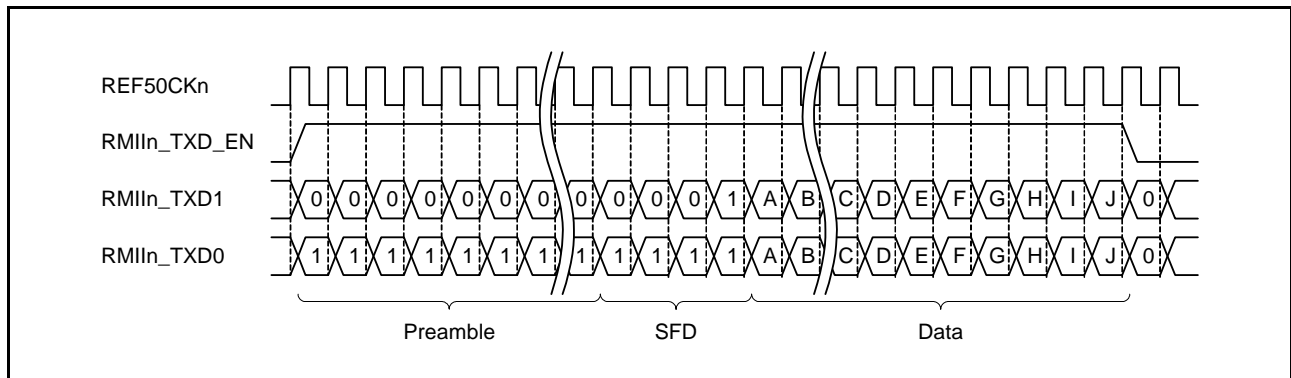 REF50CKn
RMIIn_TXD_EN
RMIIn_TXD1 0 0 0 0 0 0 0 0 0 0 0 1 A B C D E F G H I J 0
RMIIn_TXD0 1 1 1 1 1 1 1 1 1 1 1 1 A B C D E F G H I J 0
Preamble SFD Data